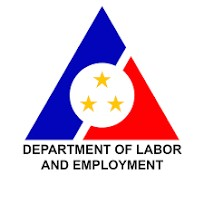 DEPARTMENT OF LABOR
AND EMPLOYMENT